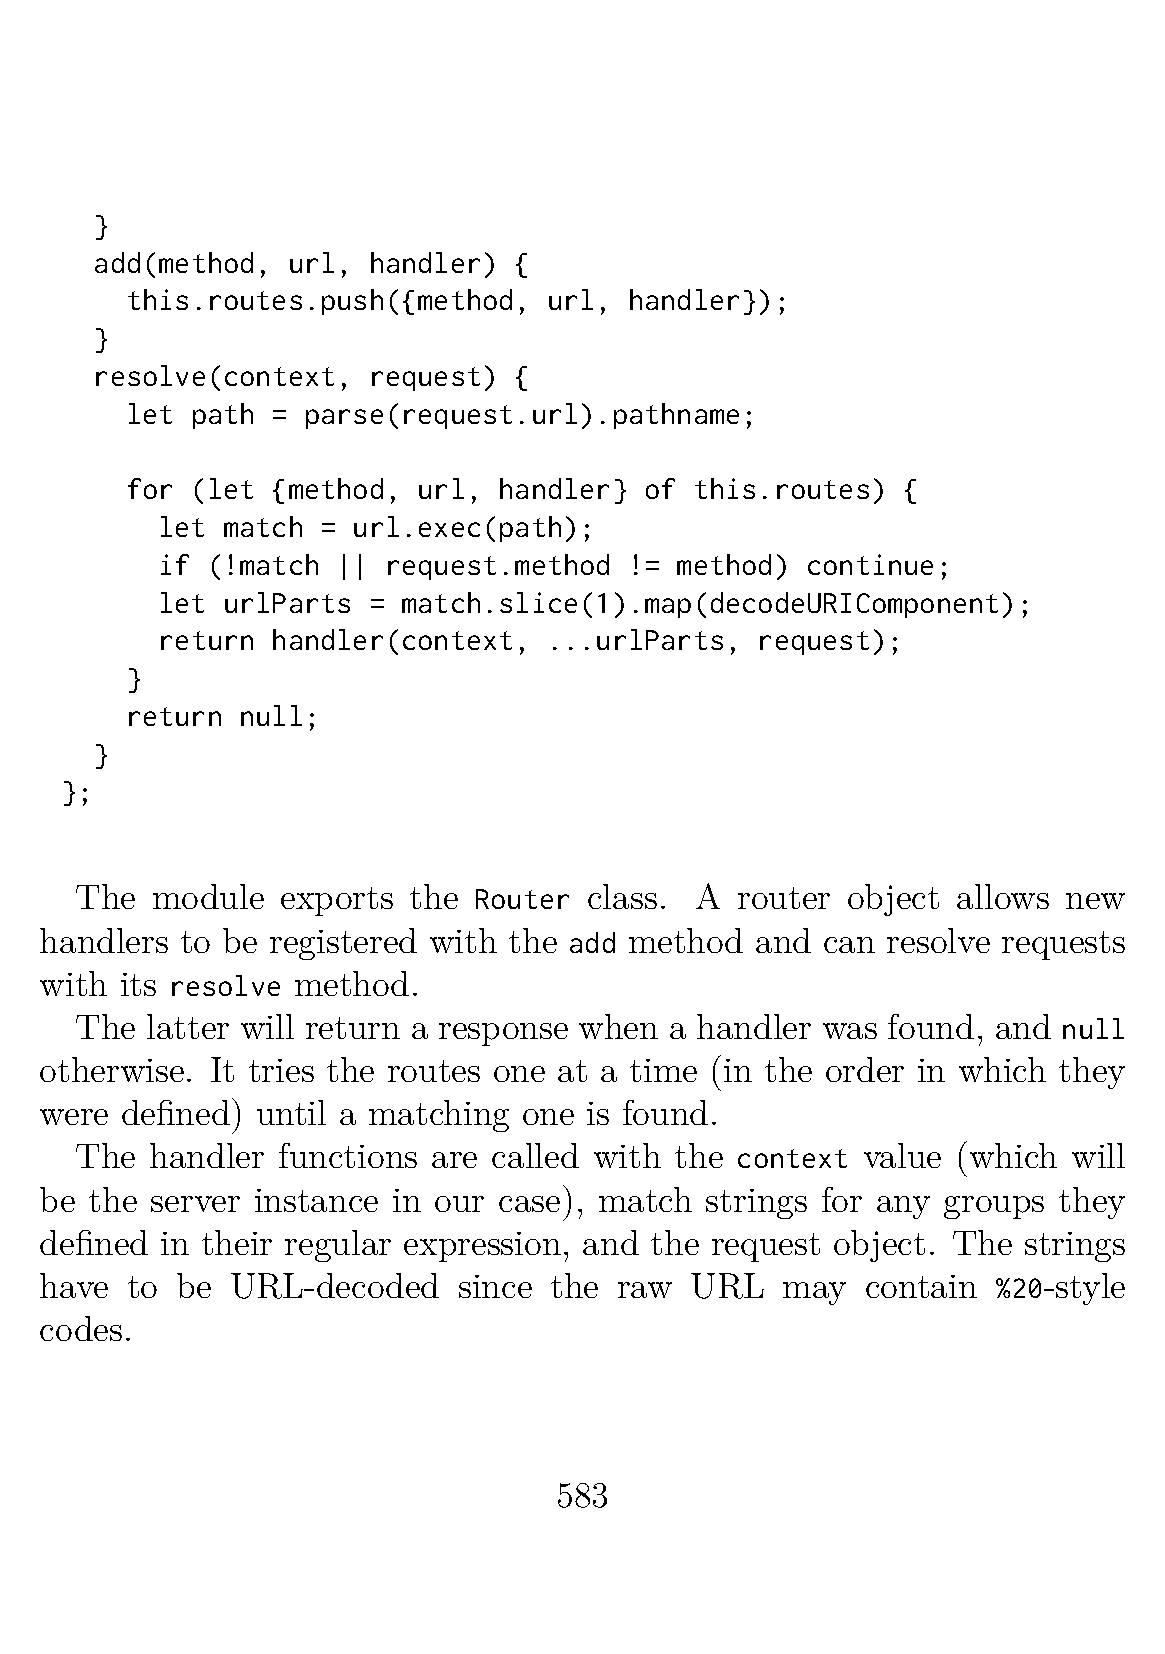 }
  add(method, url, handler) {
    this.routes.push({method, url, handler});
  }
  resolve(context, request) {
    let path = parse(request.url).pathname;

    for (let {method, url, handler} of this.routes) {
      let match = url.exec(path);
      if (!match || request.method != method) continue;
      let urlParts = match.slice(1).map(decodeURIComponent);
      return handler(context, ...urlParts, request);
    }
    return null;
  }
};

The module exports the Router class. A router object allows new
handlers to be registered with the add method and can resolve requests
with its resolve method.
The latter will return a response when a handler was found, and null
otherwise. It tries the routes one at a time (in the order in which they
were defined) until a matching one is found.
The handler functions are called with the context value (which will
be the server instance in our case), match strings for any groups they
defined in their regular expression, and the request object. The strings
have to be URL-decoded since the raw URL may contain %20-style
codes.

583